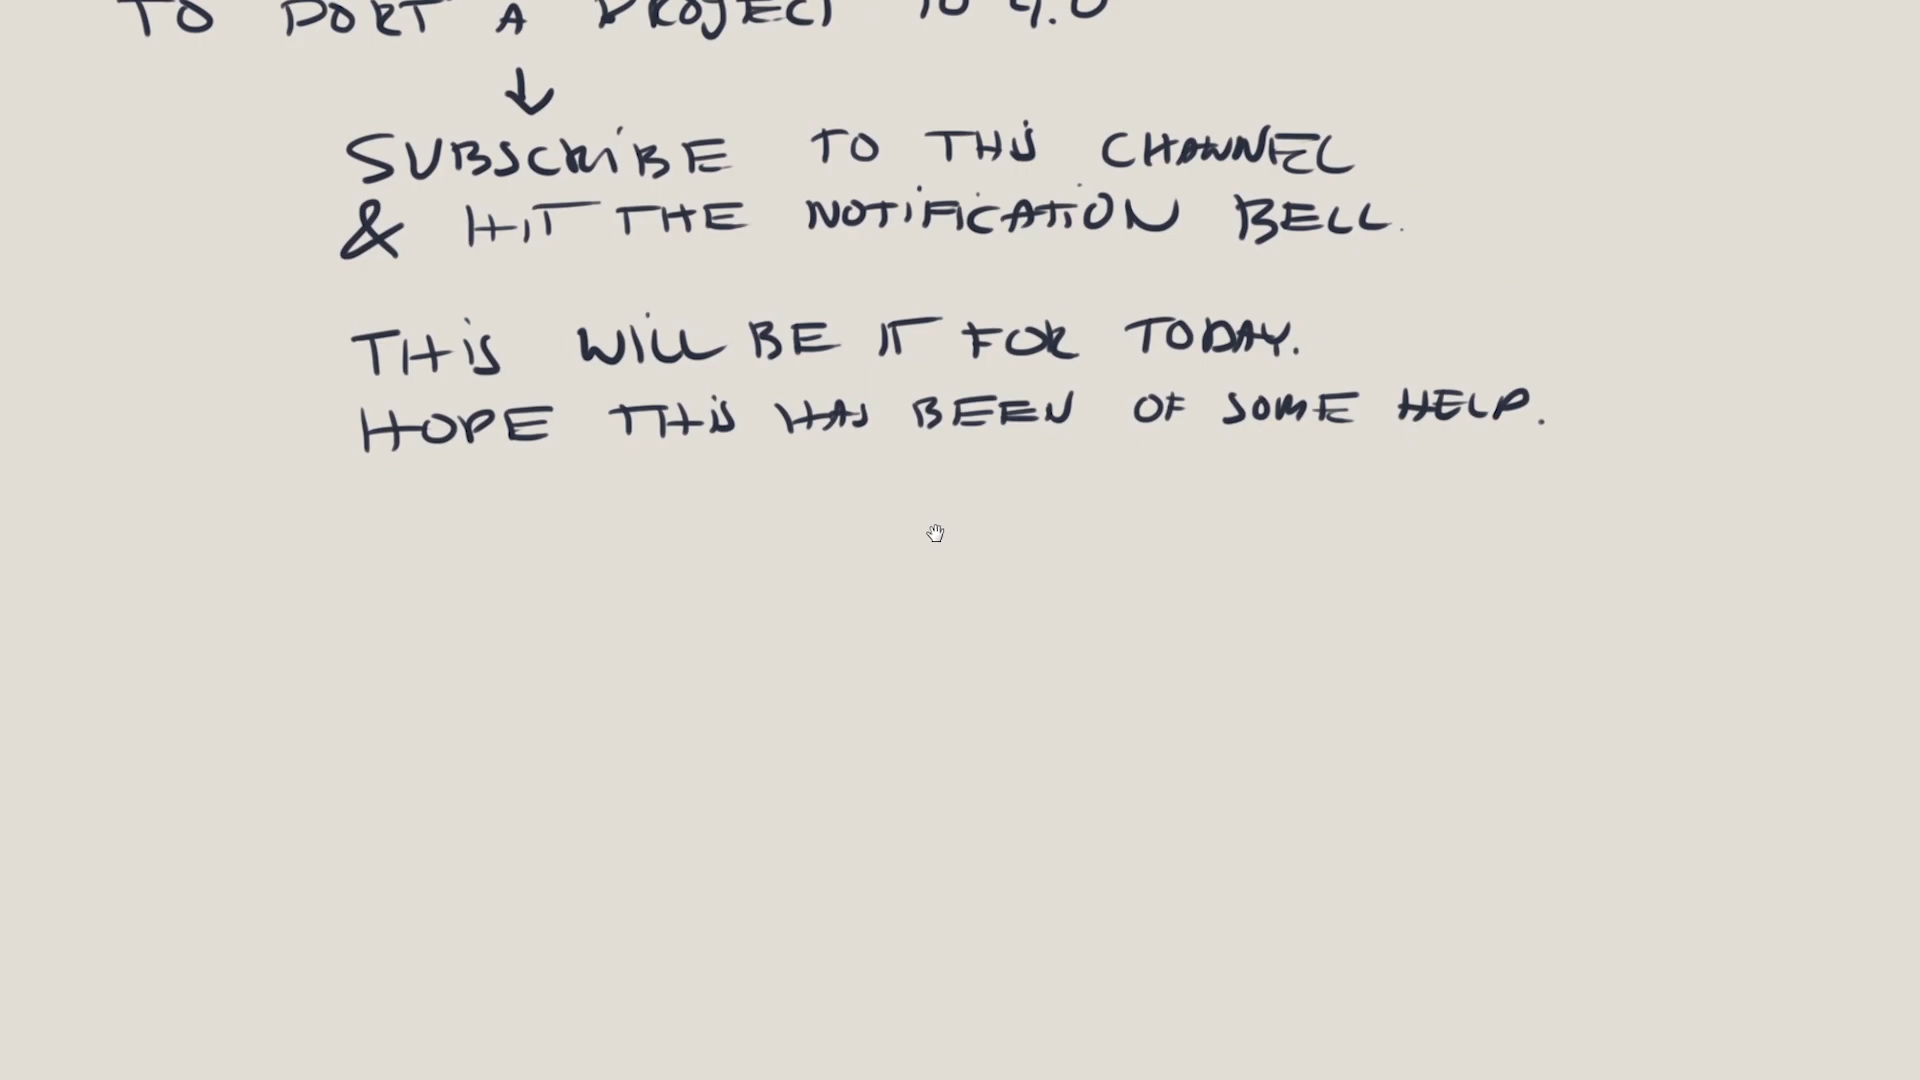 TO PORT A PROJECT TO 4.0
↓
SUBSCRIBE TO THIS CHANNEL
& HIT THE NOTIFICATION BELL.
THIS WILL BE IT FOR TODAY.
HOPE THIS HAS BEEN OF SOME HELP.